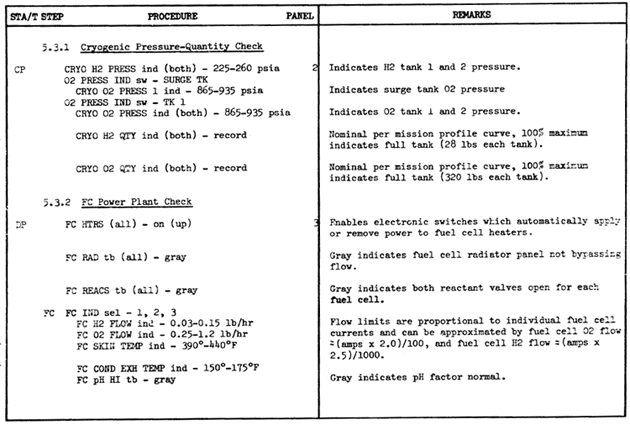 STA/T STEP PROCEDURE PANEL REMARKS
5.3.1 Cryogenic Pressure-Quantity Check
CP CRYO H2 PRESS ind (both) - 225-260 psia 2 Indicates H2 tank 1 and 2 pressure.
O2 PRESS IND sw - SURGE TK
CRYO O2 PRESS 1 ind - 865-935 psia Indicates surge tank O2 pressure
O2 PRESS IND sw - TK 1
CRYO O2 PRESS ind (both) - 865-935 psia Indicates O2 tank 1 and 2 pressure.
CRYO H2 QTY ind (both) - record Nominal per mission profile curve, 100% maximum
indicates full tank (28 lbs each tank).
CRYO O2 QTY ind (both) - record Nominal per mission profile curve, 100% maximum
indicates full tank (320 lbs each tank).
5.3.2 FC Power Plant Check
DP FC HTRS (all) - on (up) 3 Enables electronic switches which automatically apply
or remove power to fuel cell heaters.
FC RAD tb (all) - gray Gray indicates fuel cell radiator panel not bypassing
flow.
FC REACS tb (all) - gray Gray indicates both reactant valves open for each
fuel cell.
FC FC IND sel - 1, 2, 3
FC H2 FLOW ind - 0.03-0.15 lb/hr Flow limits are proportional to individual fuel cell
FC O2 FLOW ind - 0.25-1.2 lb/hr currents and can be approximated by fuel cell O2 flow
FC SKIN TEMP ind - 390°-440°F =(amps x 2.0)/100, and fuel cell H2 flow =(amps x
2.5)/1000.
FC COND EXH TEMP ind - 150°-175°F
FC pH HI tb - gray Gray indicates pH factor normal.